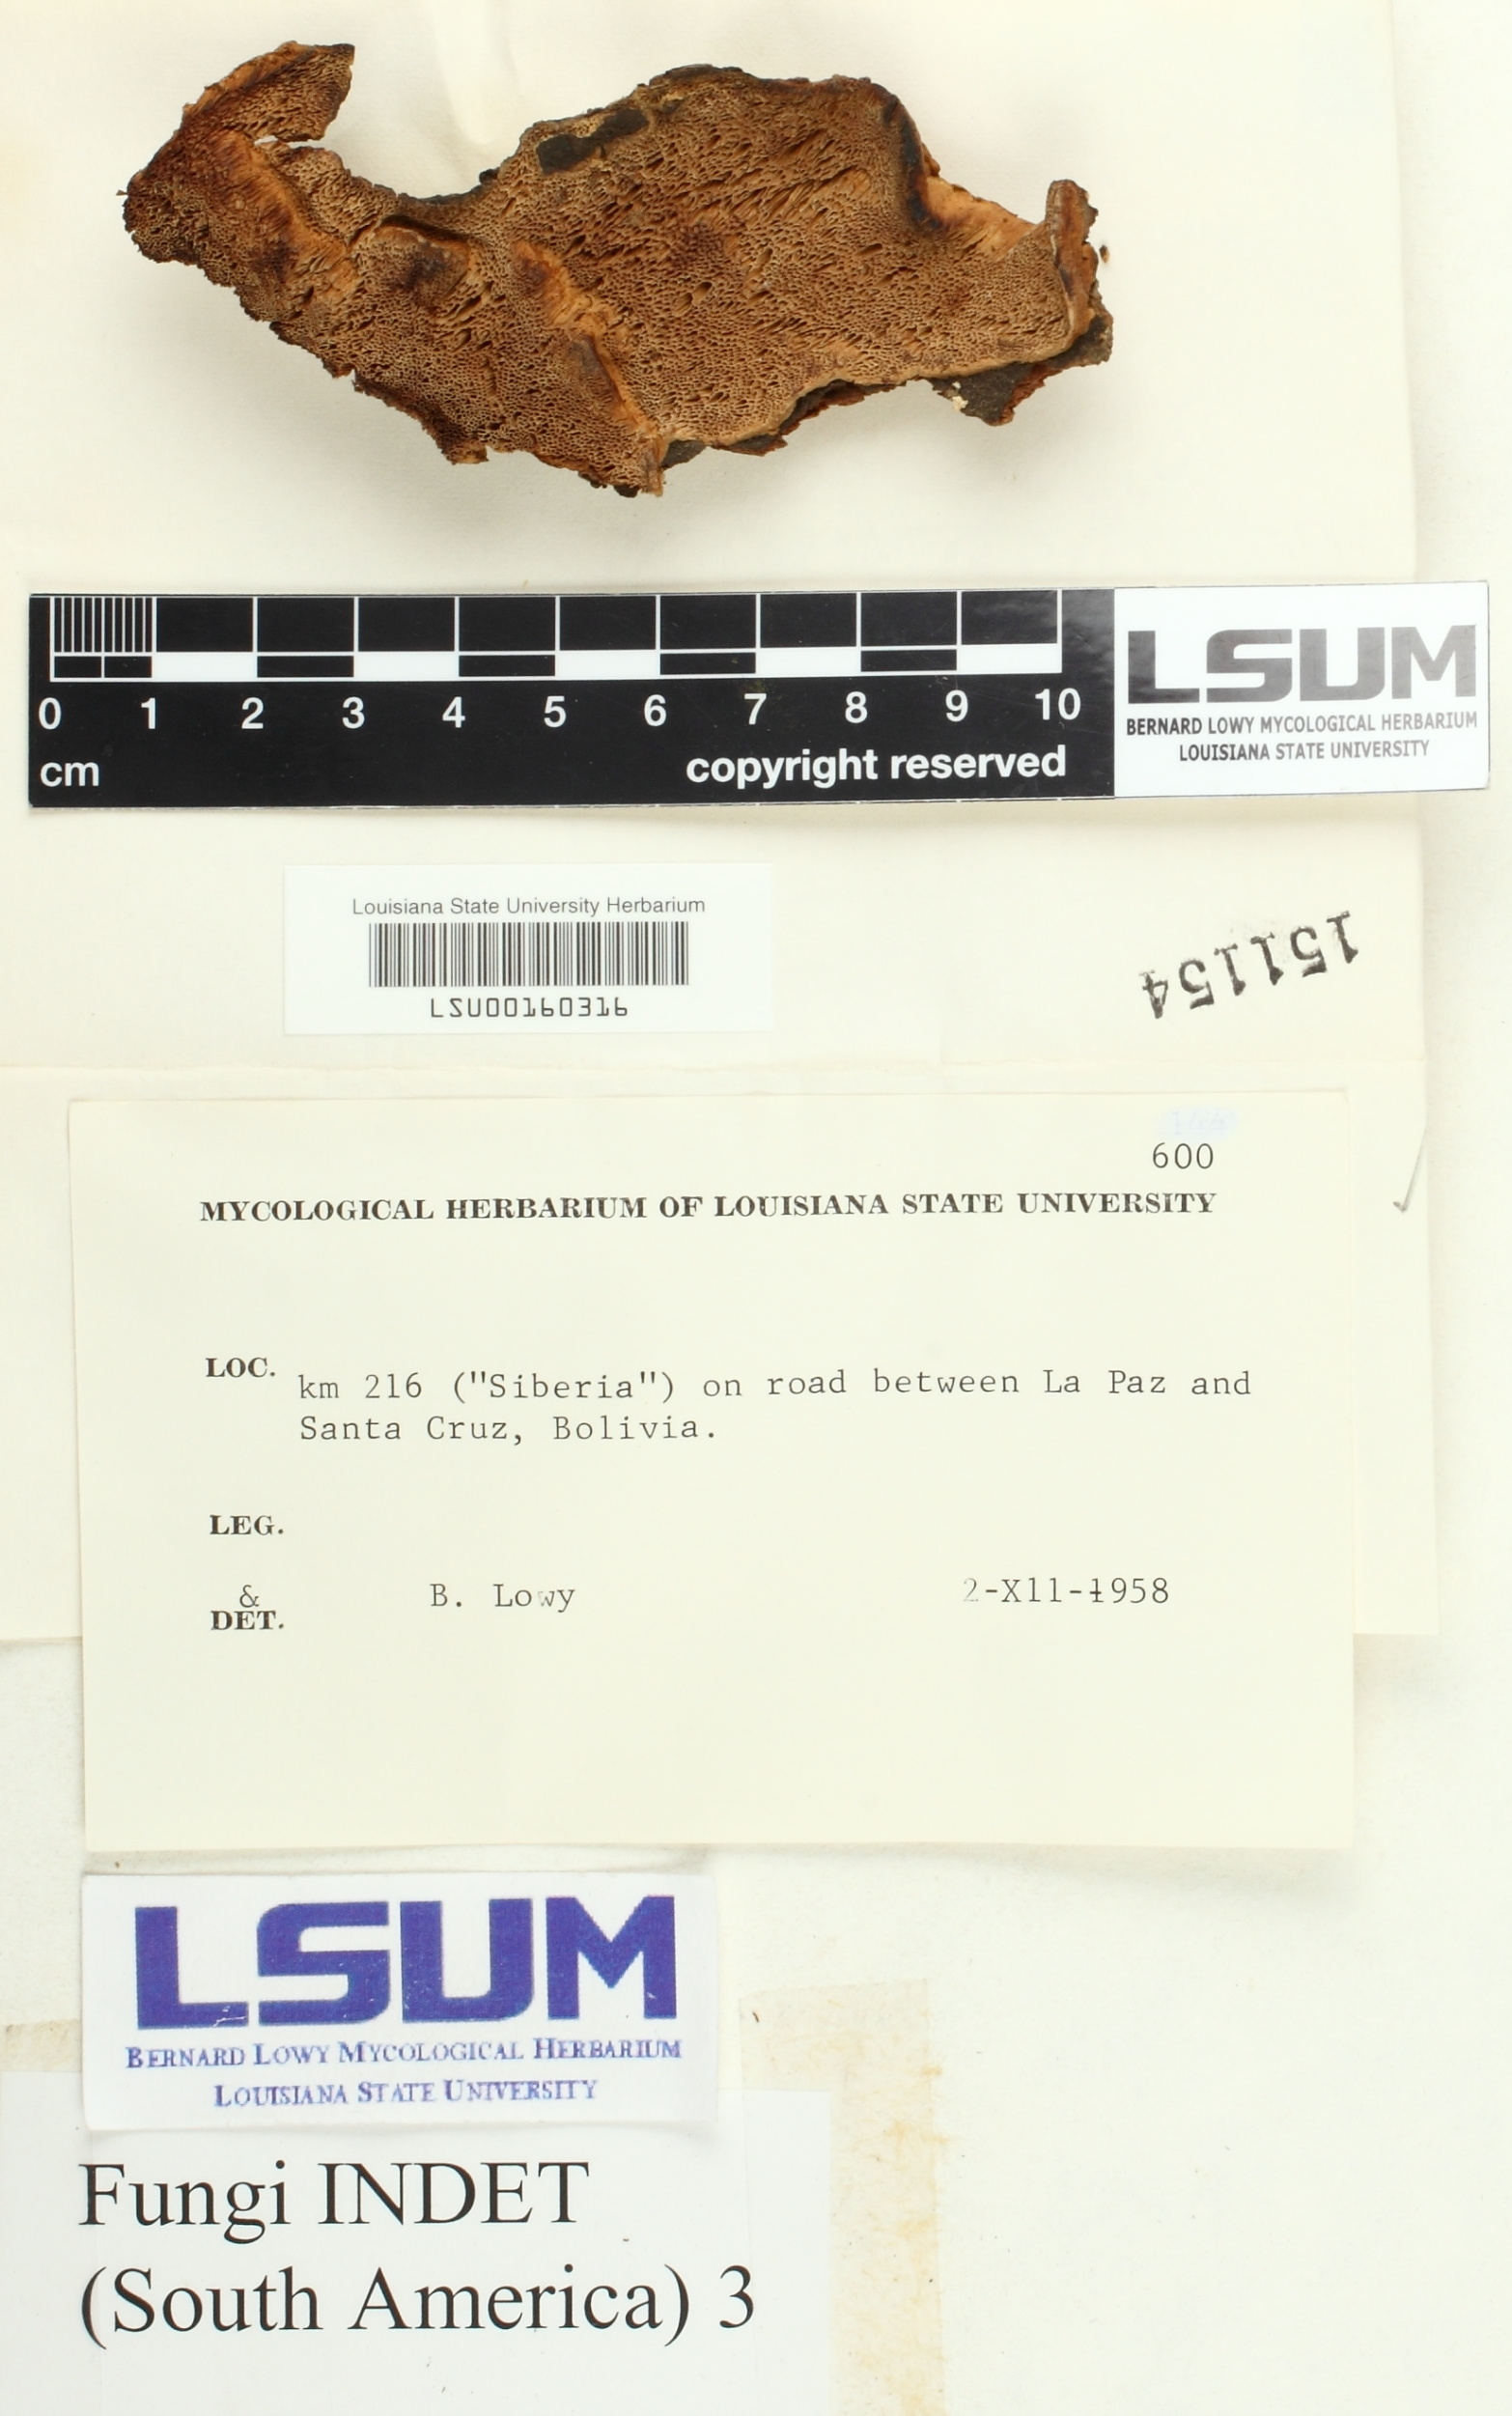 0 1 2 3 4 5 6 7 8 9 10
cm copyright reserved
LSUM
BERNARD LOWY MYCOLOGICAL HERBARIUM
LOUISIANA STATE UNIVERSITY
Louisiana State University Herbarium
LSU00160316
151154
600
MYCOLOGICAL HERBARIUM OF LOUISIANA STATE UNIVERSITY
LOC. km 216 ("Siberia") on road between La Paz and
Santa Cruz, Bolivia.
LEG.
& B. Lowy 2-X11-1958
DET.
LSUM
BERNARD LOWY MYCOLOGICAL HERBARIUM
LOUISIANA STATE UNIVERSITY
Fungi INDET
(South America) 3